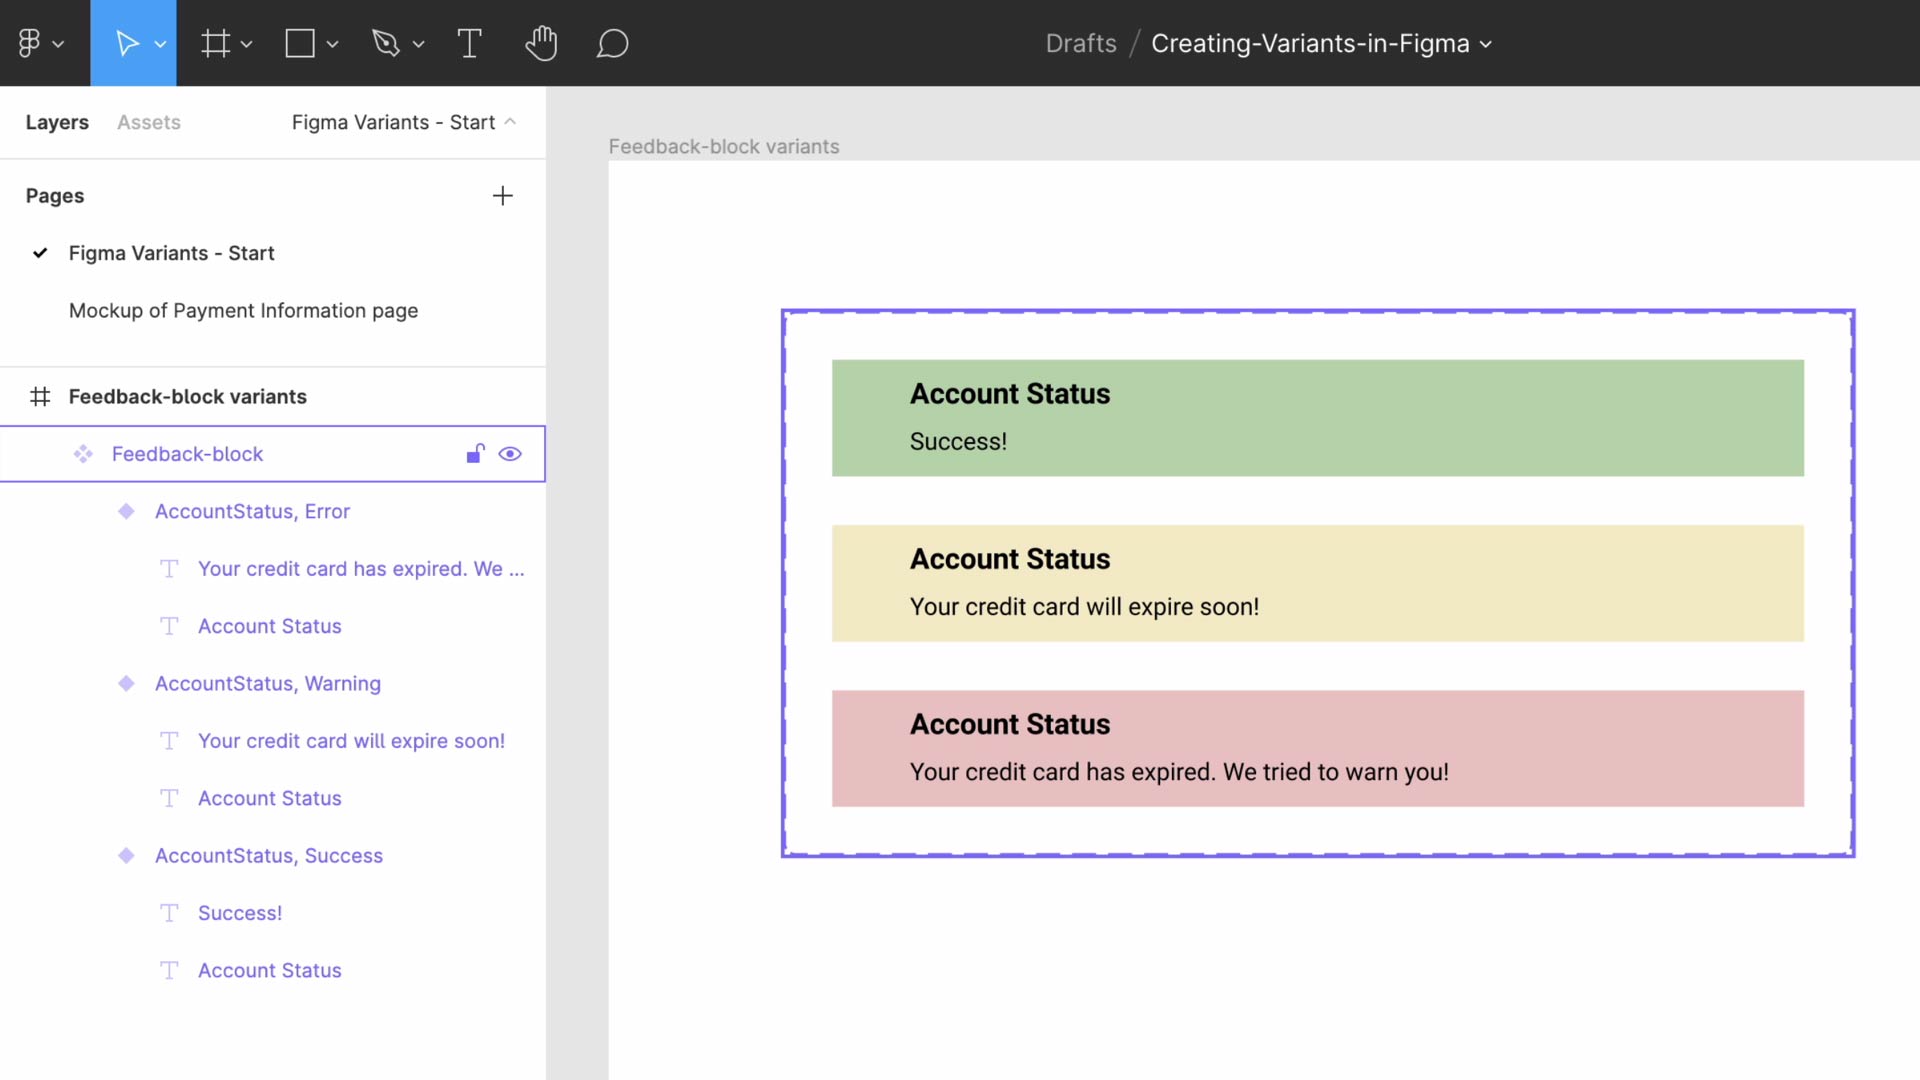 Drafts / Creating-Variants-in-Figma
Layers Assets Figma Variants - Start
Feedback-block variants
Pages
Figma Variants - Start
Mockup of Payment Information page
Feedback-block variants
Feedback-block
AccountStatus, Error
Your credit card has expired. We ...
Account Status
AccountStatus, Warning
Your credit card will expire soon!
Account Status
AccountStatus, Success
Success!
Account Status
Account Status
Success!
Account Status
Your credit card will expire soon!
Account Status
Your credit card has expired. We tried to warn you!